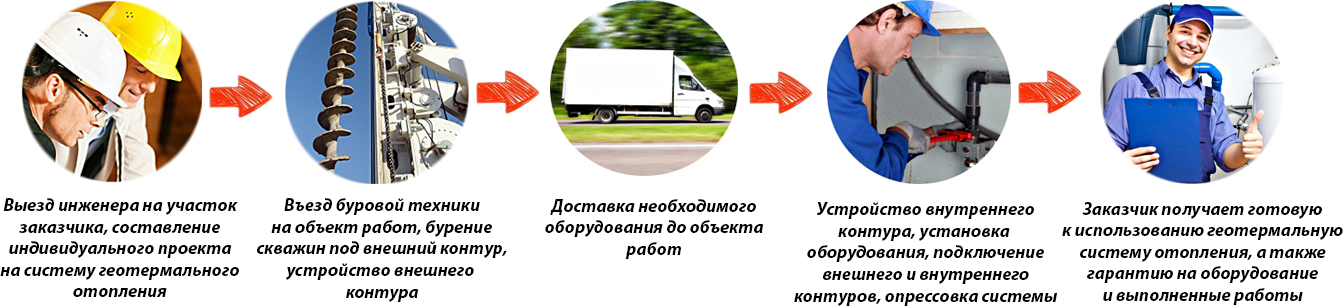 Выезд инженера на участок
заказчика, составление
индивидуального проекта
на систему геотермального
отопления
Въезд буровой техники
на объект работ, бурение
скважин под внешний контур,
устройство внешнего
контура
Доставка необходимого
оборудования до объекта
работ
Устройство внутреннего
контура, установка
оборудования, подключение
внешнего и внутреннего
контуров, опрессовка системы
Заказчик получает готовую
к использованию геотермальную
систему отопления, а также
гарантию на оборудование
и выполненные работы